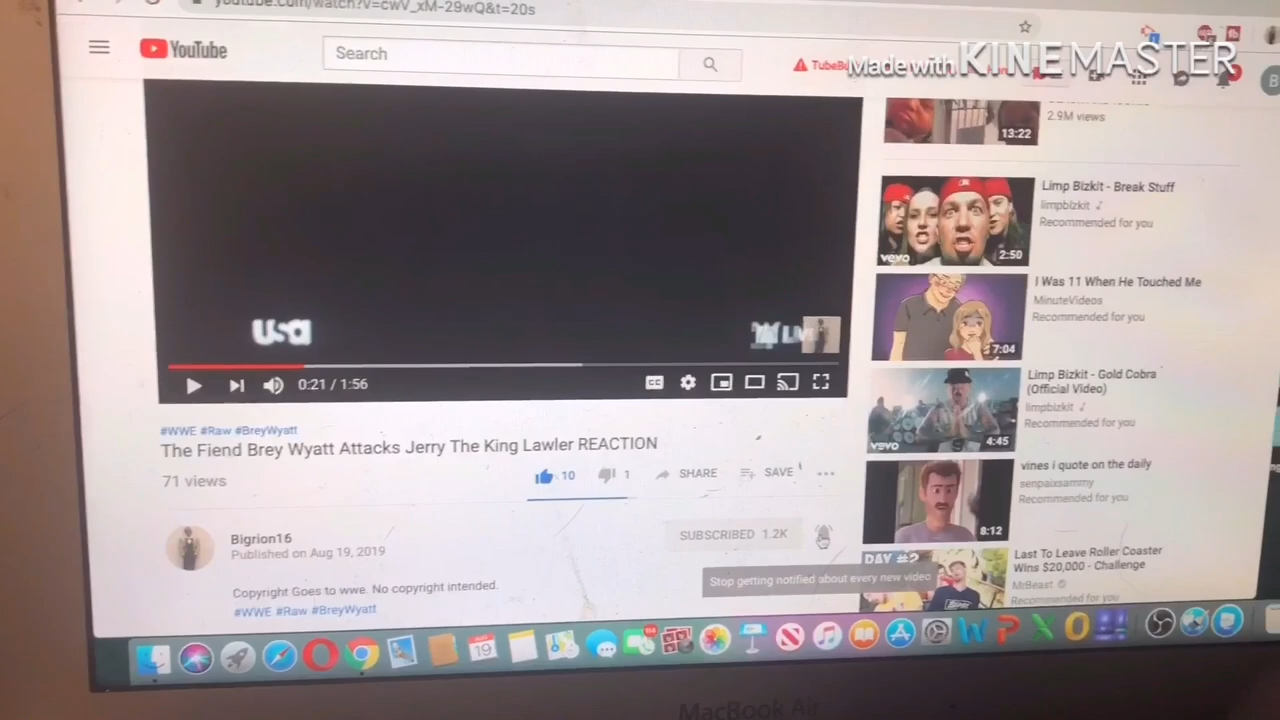 youtube.com/watch?v=cwV_xM-29wQ&t=20s
YouTube
Search
Made with KINEMASTER
13:22
2.9M views
vevo
2:50
Limp Bizkit - Break Stuff
limpbizkit
Recommended for you
7:04
I Was 11 When He Touched Me
MinuteVideos
Recommended for you
usa
0:21 / 1:56
CC
vevo
4:45
Limp Bizkit - Gold Cobra
(Official Video)
limpbizkit
Recommended for you
#WWE #Raw #BreyWyatt
The Fiend Brey Wyatt Attacks Jerry The King Lawler REACTION
71 views
10
1
SHARE
SAVE
8:12
vines i quote on the daily
senpaixsammy
Recommended for you
Bigrion16
Published on Aug 19, 2019
SUBSCRIBED 1.2K
Stop getting notified about every new video
DAY #2
Last To Leave Roller Coaster
Wins $20,000 - Challenge
MrBeast
Recommended for you
Copyright Goes to wwe. No copyright intended.
#WWE #Raw #BreyWyatt
19
MacBook Air